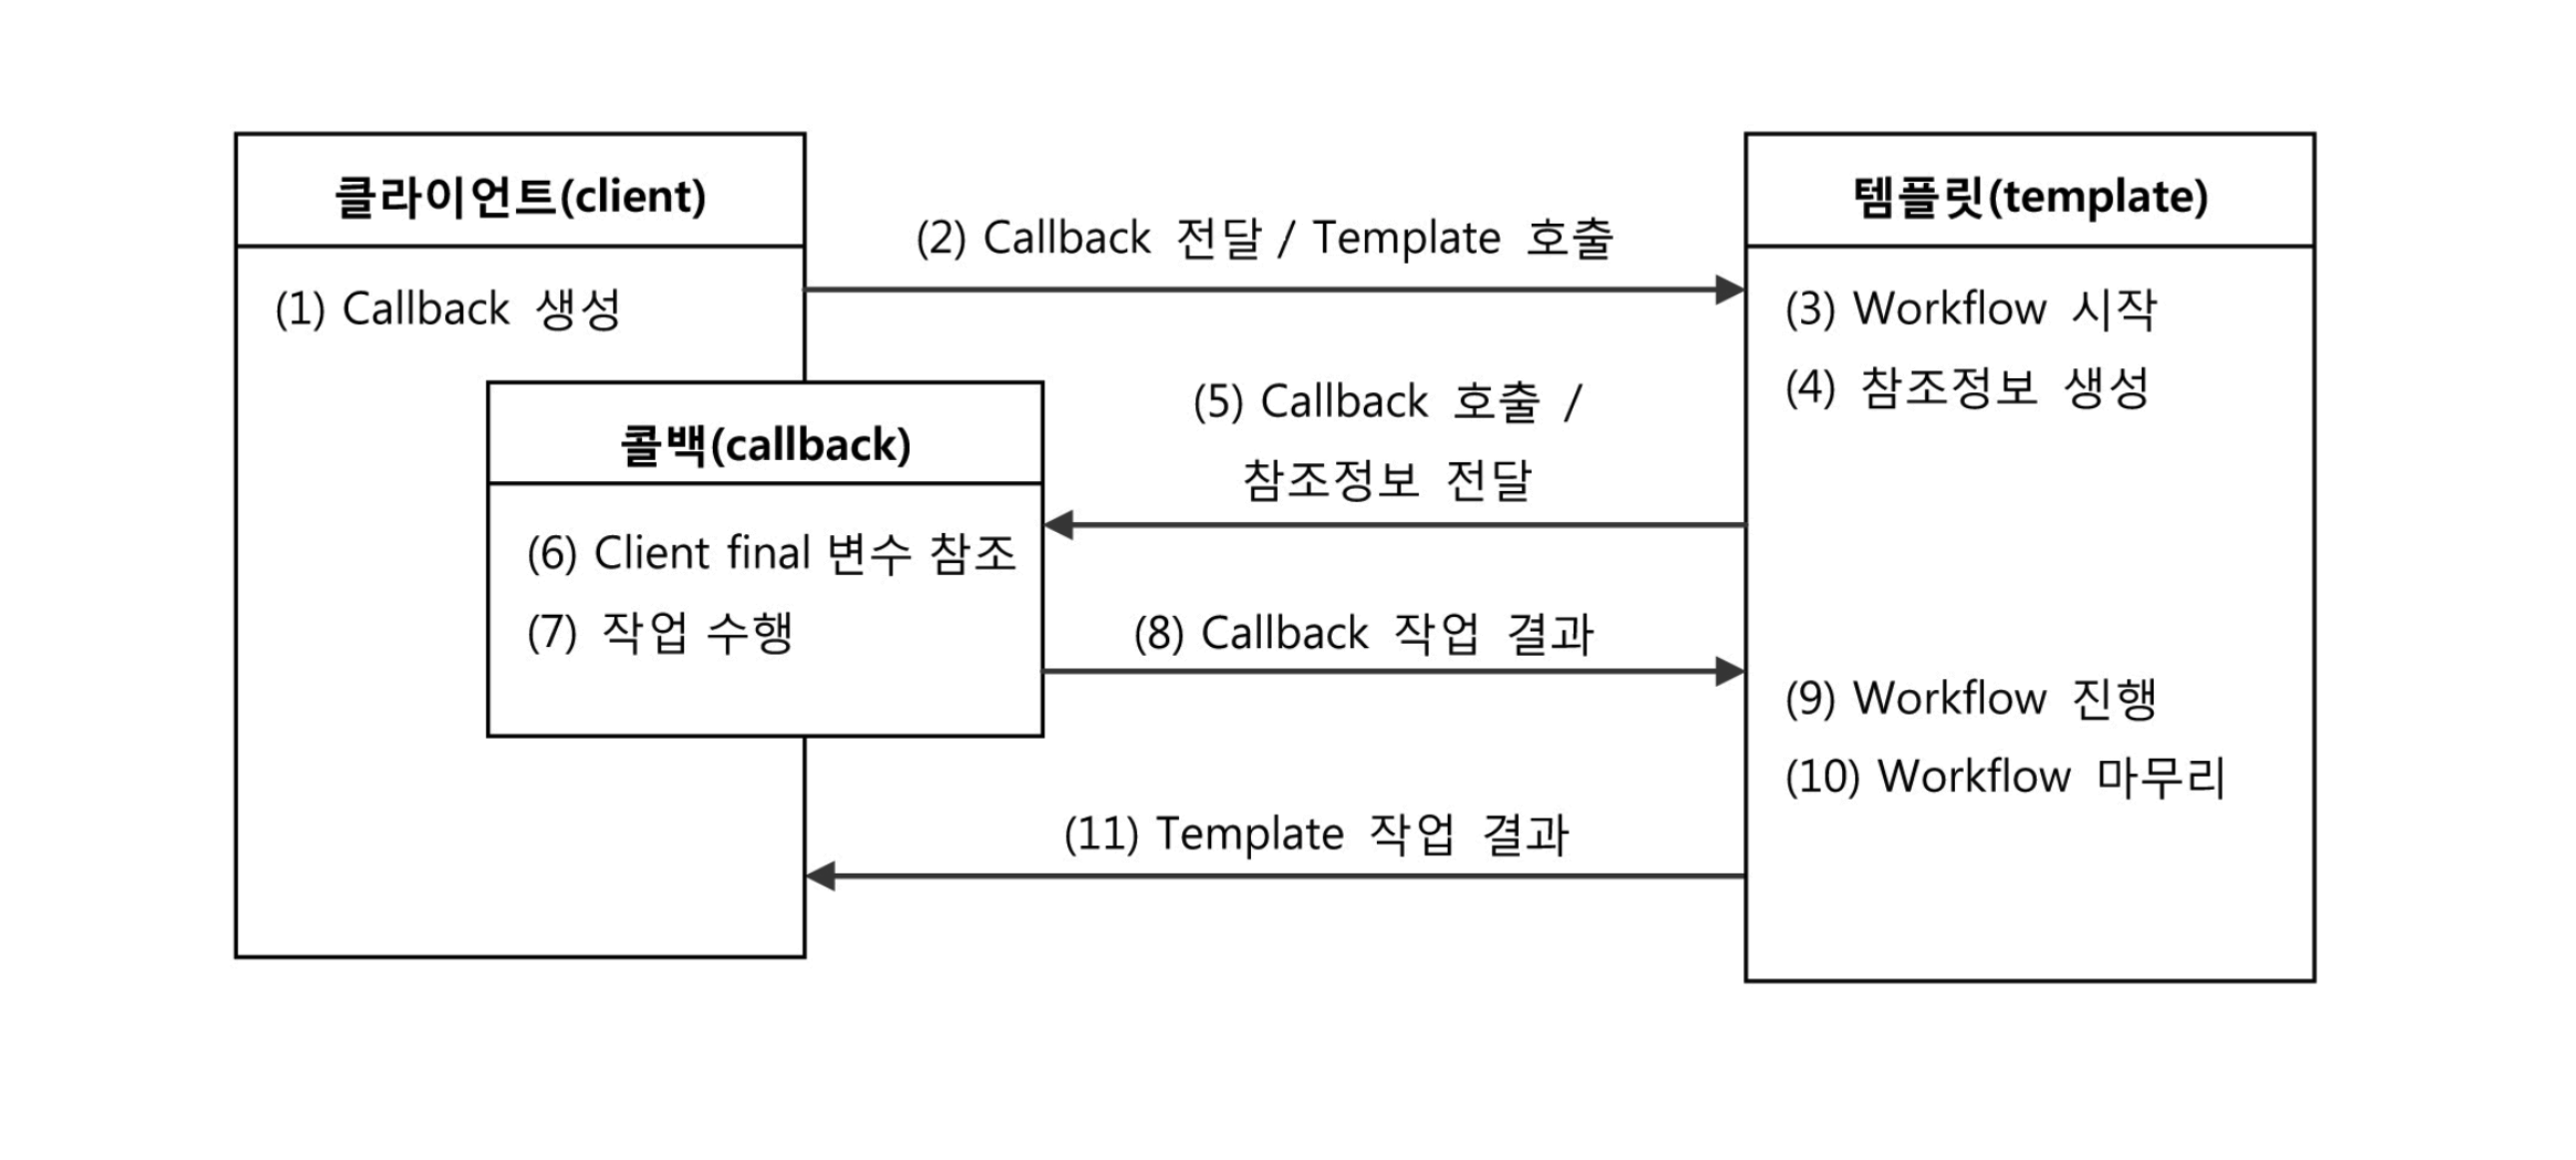 클라이언트(client)
템플릿(template)
(1) Callback 생성
(2) Callback 전달 / Template 호출
(3) Workflow 시작
(4) 참조정보 생성
(5) Callback 호출 /
참조정보 전달
콜백(callback)
(6) Client final 변수 참조
(7) 작업 수행
(8) Callback 작업 결과
(9) Workflow 진행
(10) Workflow 마무리
(11) Template 작업 결과